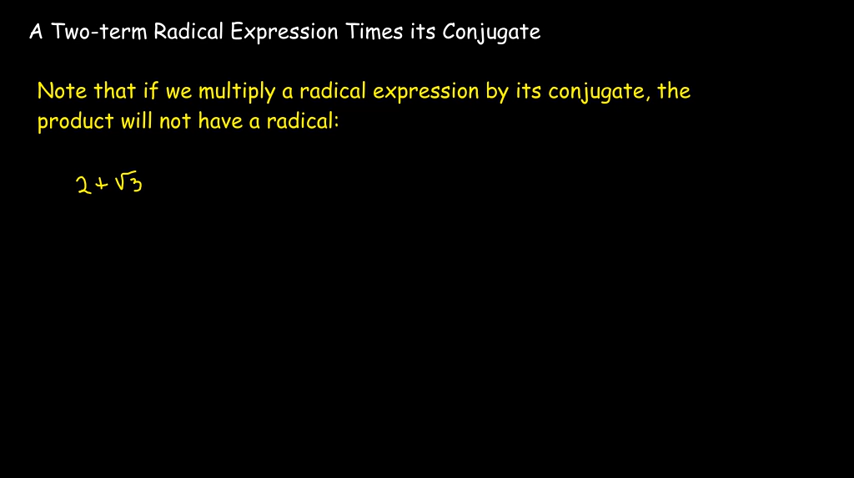 A Two-term Radical Expression Times its Conjugate
Note that if we multiply a radical expression by its conjugate, the
product will not have a radical:
2 + √3